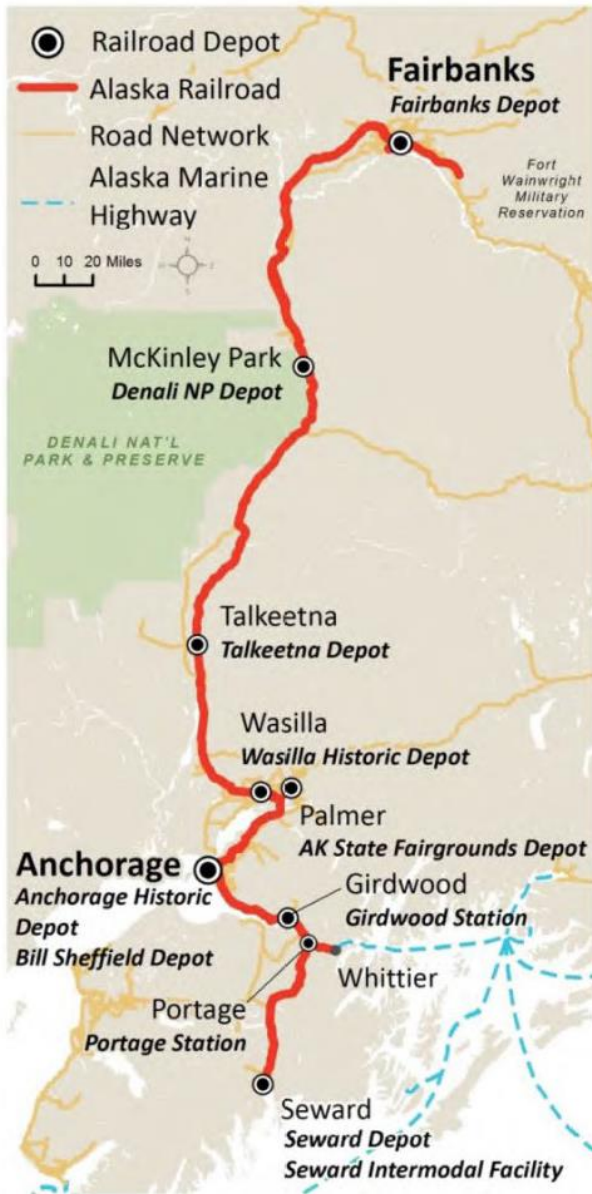 Railroad Depot
Alaska Railroad
Road Network
Alaska Marine
Highway
0 10 20 Miles
Fairbanks
Fairbanks Depot
Fort
Wainwright
Military
Reservation
McKinley Park
Denali NP Depot
DENALI NAT'L
PARK & PRESERVE
Talkeetna
Talkeetna Depot
Wasilla
Wasilla Historic Depot
Palmer
AK State Fairgrounds Depot
Anchorage
Anchorage Historic
Depot
Bill Sheffield Depot
Girdwood
Girdwood Station
Whittier
Portage
Portage Station
Seward
Seward Depot
Seward Intermodal Facility